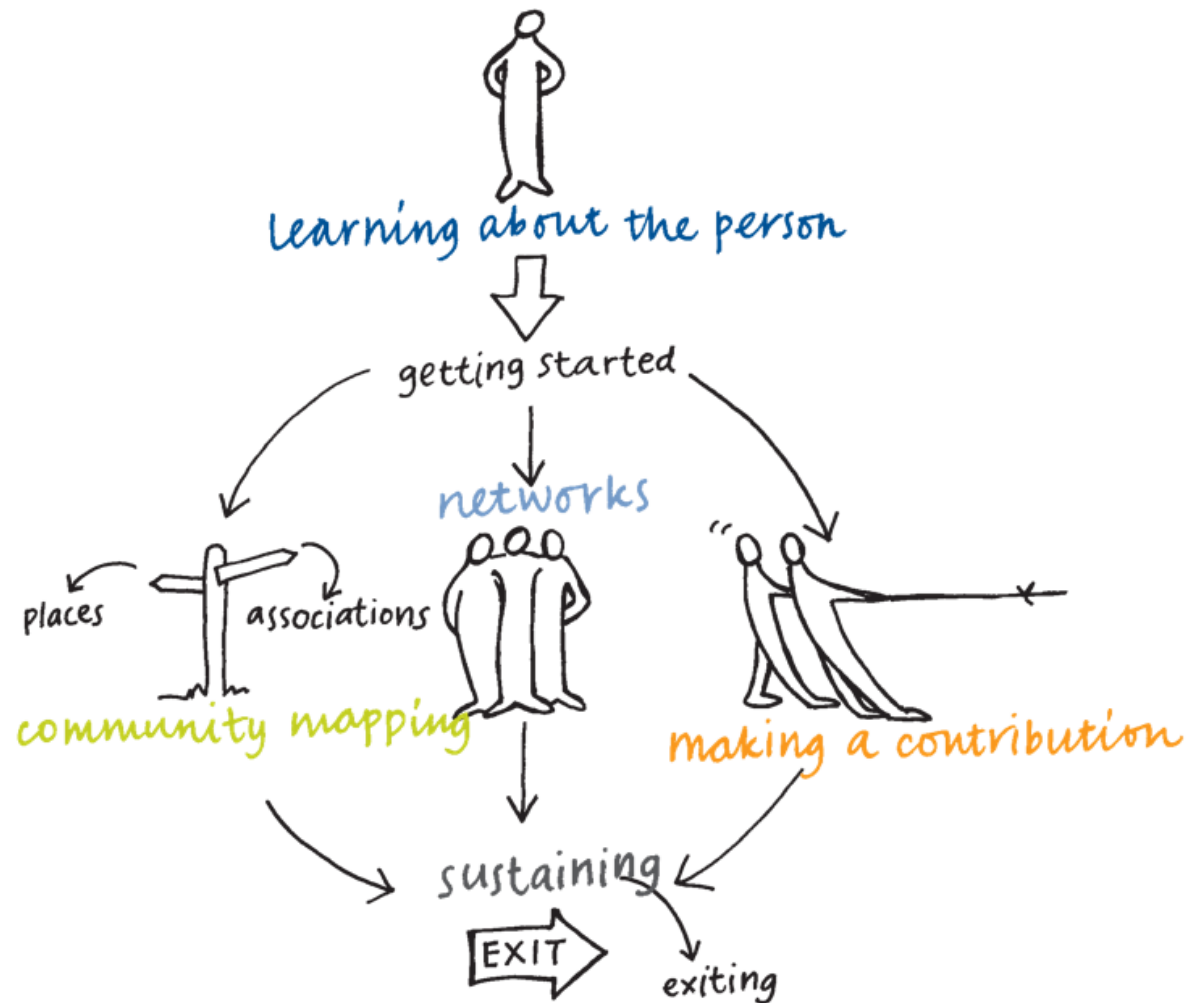 learning about the person
getting started
networks
places
associations
community mapping
making a contribution
sustaining
EXIT
exiting